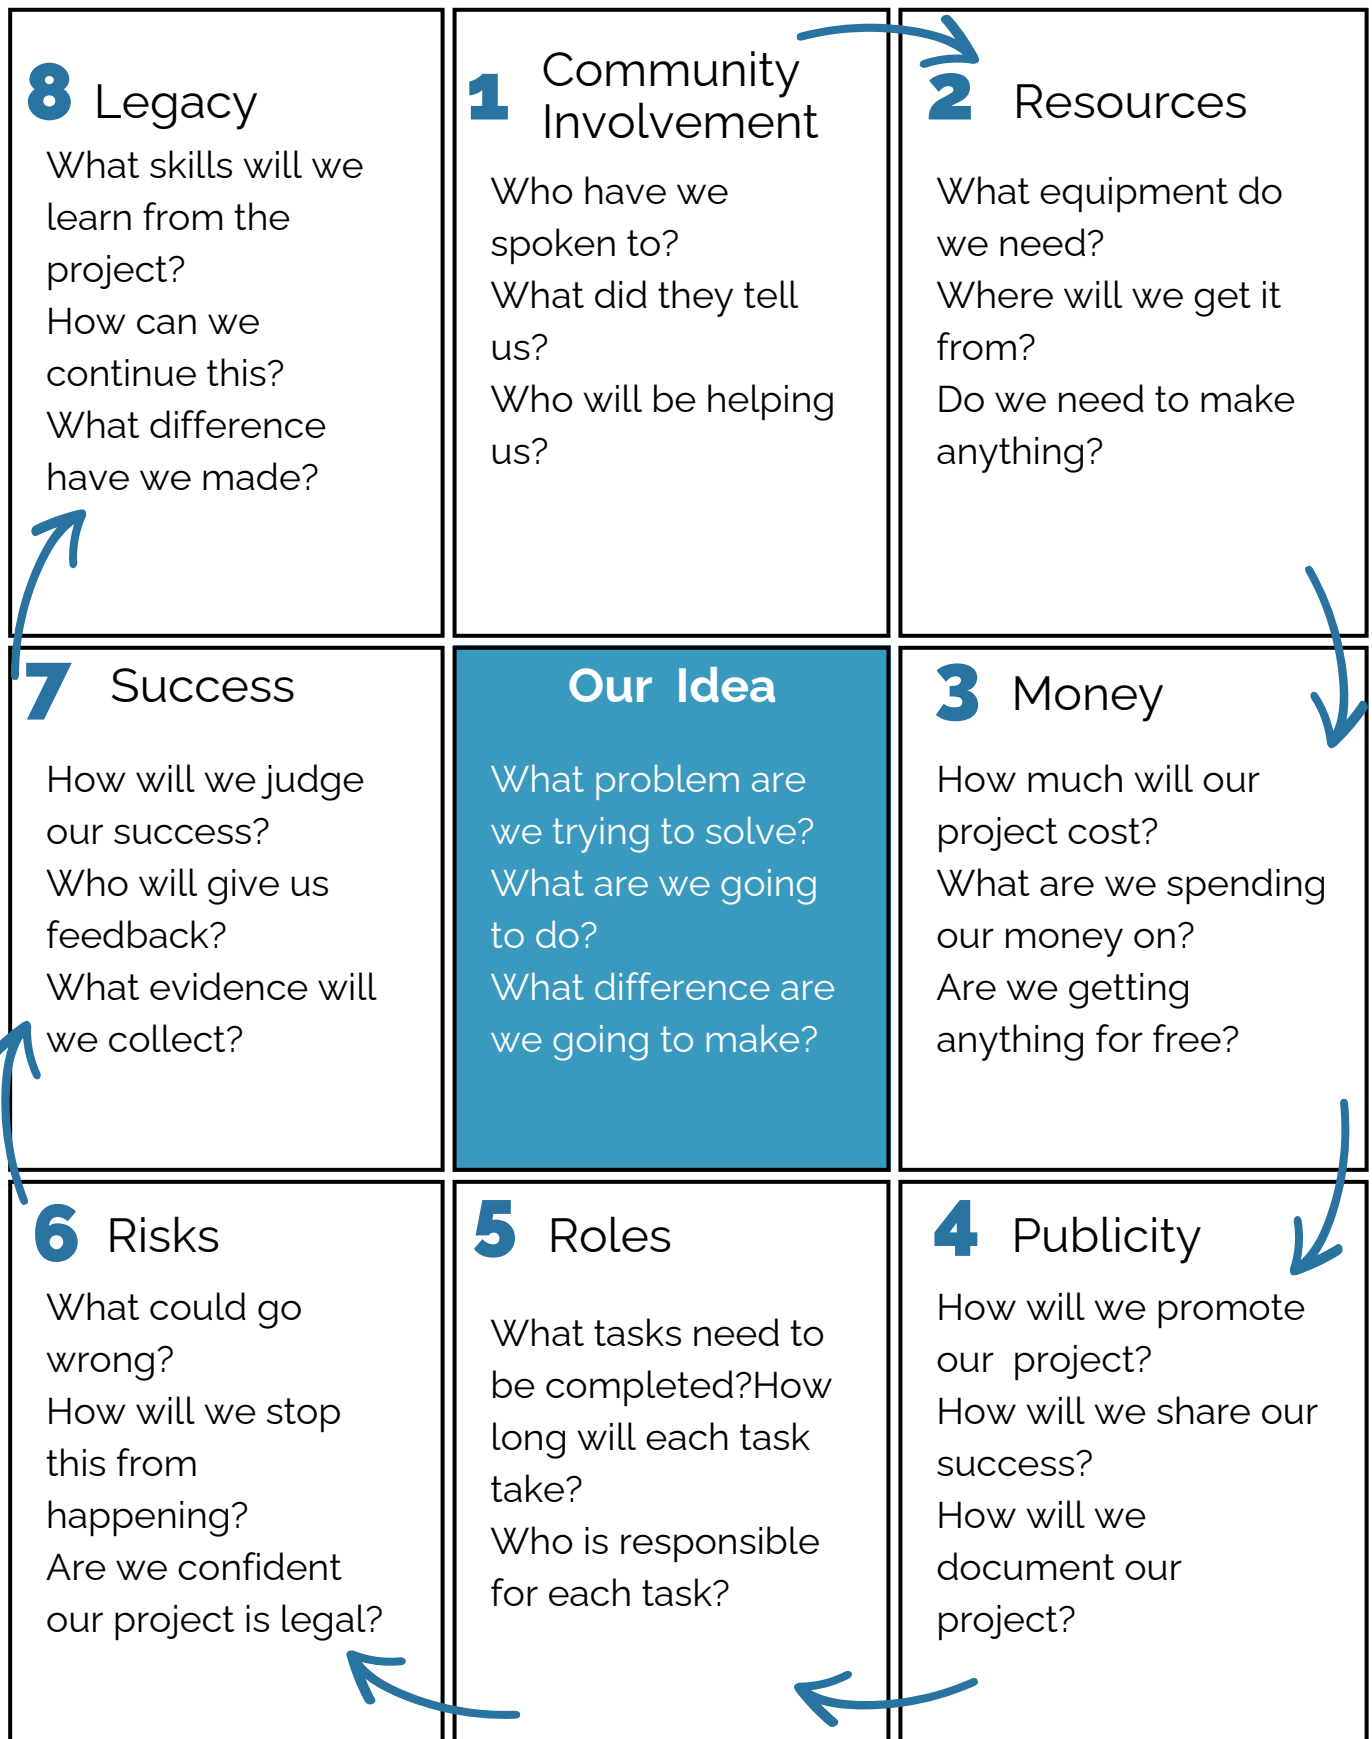 8 Legacy
What skills will we
learn from the
project?
How can we
continue this?
What difference
have we made?
1 Community
Involvement
Who have we
spoken to?
What did they tell
us?
Who will be helping
us?
2 Resources
What equipment do
we need?
Where will we get it
from?
Do we need to make
anything?
7 Success
How will we judge
our success?
Who will give us
feedback?
What evidence will
we collect?
Our Idea
What problem are
we trying to solve?
What are we going
to do?
What difference are
we going to make?
3 Money
How much will our
project cost?
What are we spending
our money on?
Are we getting
anything for free?
6 Risks
What could go
wrong?
How will we stop
this from
happening?
Are we confident
our project is legal?
5 Roles
What tasks need to
be completed?How
long will each task
take?
Who is responsible
for each task?
4 Publicity
How will we promote
our  project?
How will we share our
success?
How will we
document our
project?